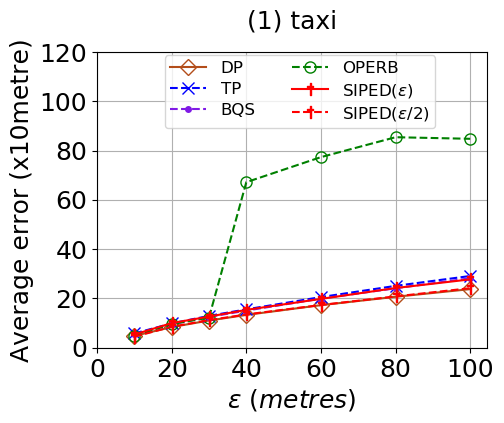 (1) taxi
Average error (x10metre)
120
100
80
60
40
20
0
DP
TP
BQS
OPERB
SIPED(ε)
SIPED(ε/2)
0 20 40 60 80 100
ε (metres)